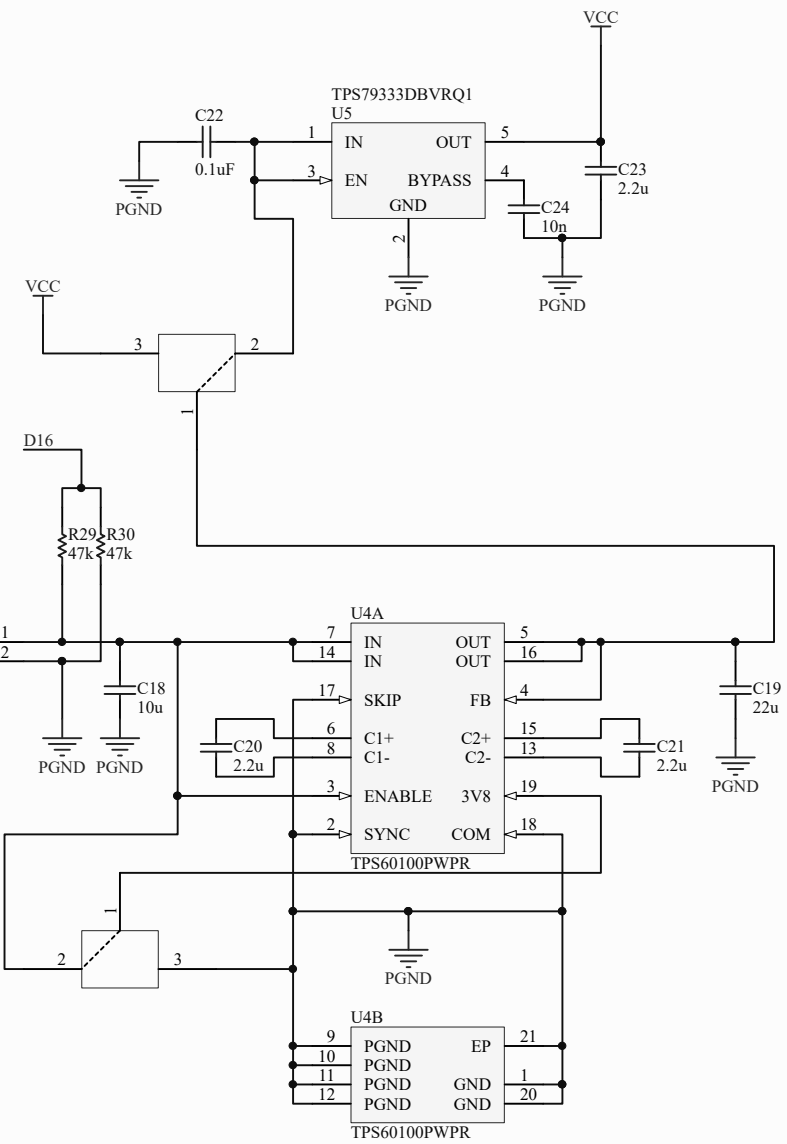 VCC
TPS79333DBVRQ1
U5
C22
0.1uF
1
IN
OUT
5
3
EN
BYPASS
4
GND
2
C23
2.2u
C24
10n
PGND
PGND
PGND
VCC
3
2
1
D16
R29
47k
R30
47k
1
2
U4A
7
IN
OUT
5
14
IN
OUT
16
17
SKIP
FB
4
6
C1+
C2+
15
8
C1-
C2-
13
3
ENABLE
3V8
19
2
SYNC
COM
18
TPS60100PWPR
C18
10u
C20
2.2u
C21
2.2u
C19
22u
PGND
PGND
PGND
1
2
3
PGND
U4B
9
PGND
EP
21
10
PGND
11
PGND
GND
1
12
PGND
GND
20
TPS60100PWPR